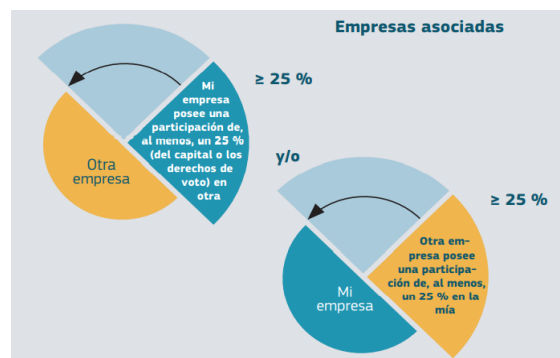 Empresas asociadas
≥ 25 %
Mi
empresa
posee una
participación de,
al menos, un 25 %
(del capital o los
derechos de
voto) en
otra
Otra
empresa
y/o
≥ 25 %
Otra em-
presa posee
una participa-
ción de, al menos,
un 25 % en la
mía
Mi
empresa